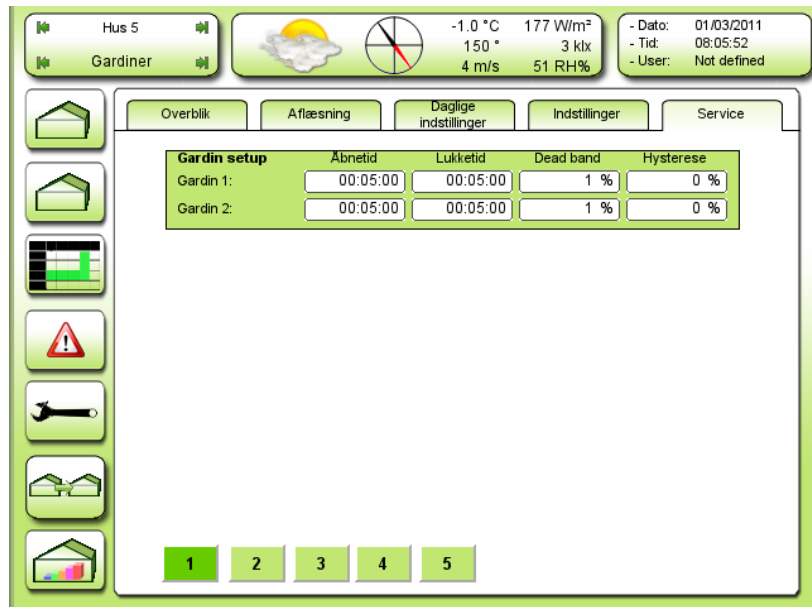 Hus 5
Gardiner
-1.0 °C 177 W/m²
150 ° 3 klx
4 m/s 51 RH%
- Dato: 01/03/2011
- Tid: 08:05:52
- User: Not defined
Overblik
Aflæsning
Daglige
indstillinger
Indstillinger
Service
Gardin setup Åbnetid Lukketid Dead band Hysterese
Gardin 1: 00:05:00 00:05:00 1 % 0 %
Gardin 2: 00:05:00 00:05:00 1 % 0 %
1 2 3 4 5